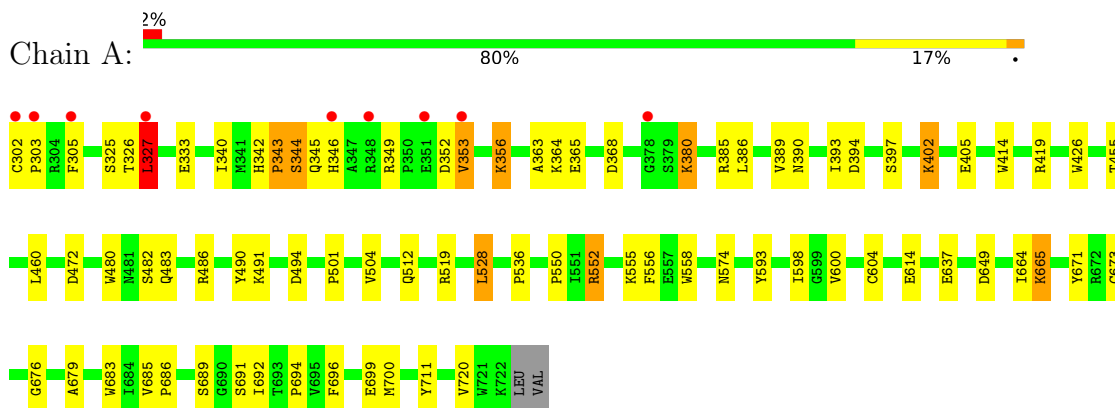 2%
Chain A:
80% 17% •
C302 P303 R304 F305 S325 T326 L327 E333 I340 M341 H342 P343 S344 Q345 H346 A347 R348 R349 P350 E351 D352 V353 K356 A363 K364 E365 D368 G378 S379 K380 R385 L386 V389 N390 I393 D394 S397 K402 E405 W414 R419 W426 T455
L460 D472 W480 N481 S482 Q483 R486 Y490 K491 D494 P501 V504 Q512 R519 L528 P536 P550 I551 R552 K555 F556 E557 W558 N574 Y593 I598 G599 V600 C604 E614 E637 D649 I664 K665 Y671 R672 G673
G676 A679 W683 I684 V685 P686 S689 G690 S691 I692 T693 P694 V695 F696 E699 M700 Y711 V720 W721 K722 LEU VAL